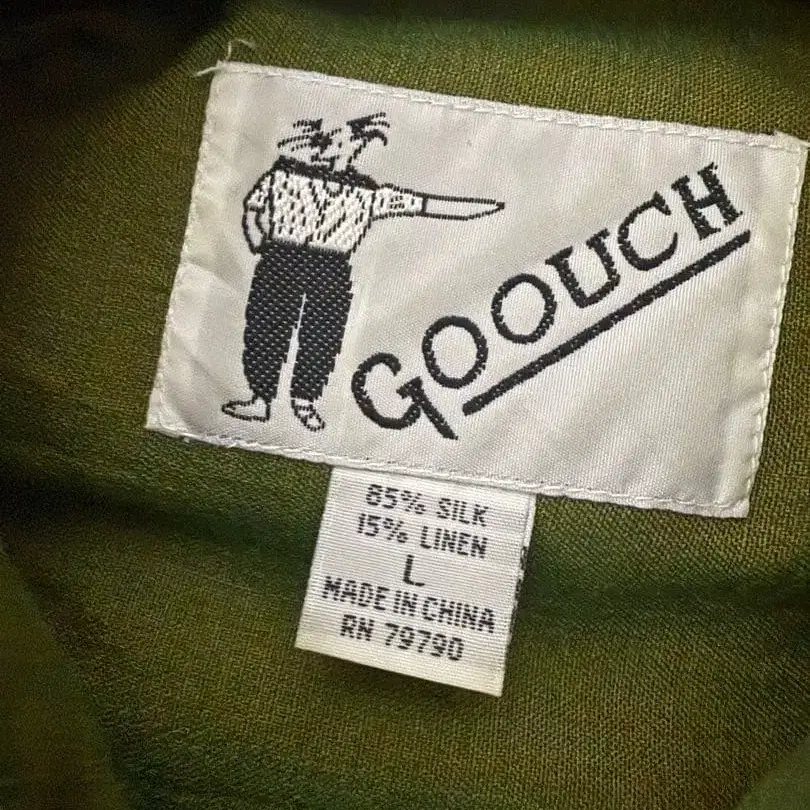 GOOUCH
85% SILK
15% LINEN
L
MADE IN CHINA
RN 79790